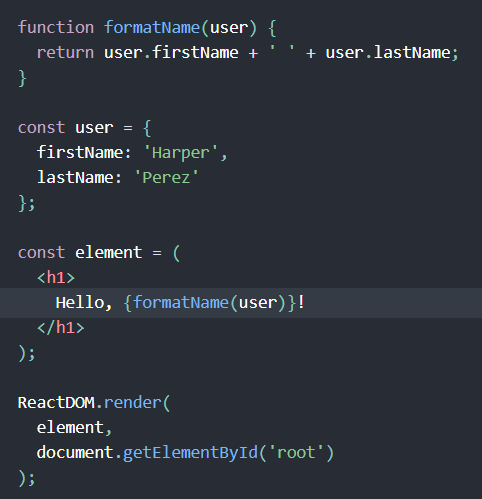 function formatName(user) {
  return user.firstName + ' ' + user.lastName;
}

const user = {
  firstName: 'Harper',
  lastName: 'Perez'
};

const element = (
  <h1>
    Hello, {formatName(user)}!
  </h1>
);

ReactDOM.render(
  element,
  document.getElementById('root')
);